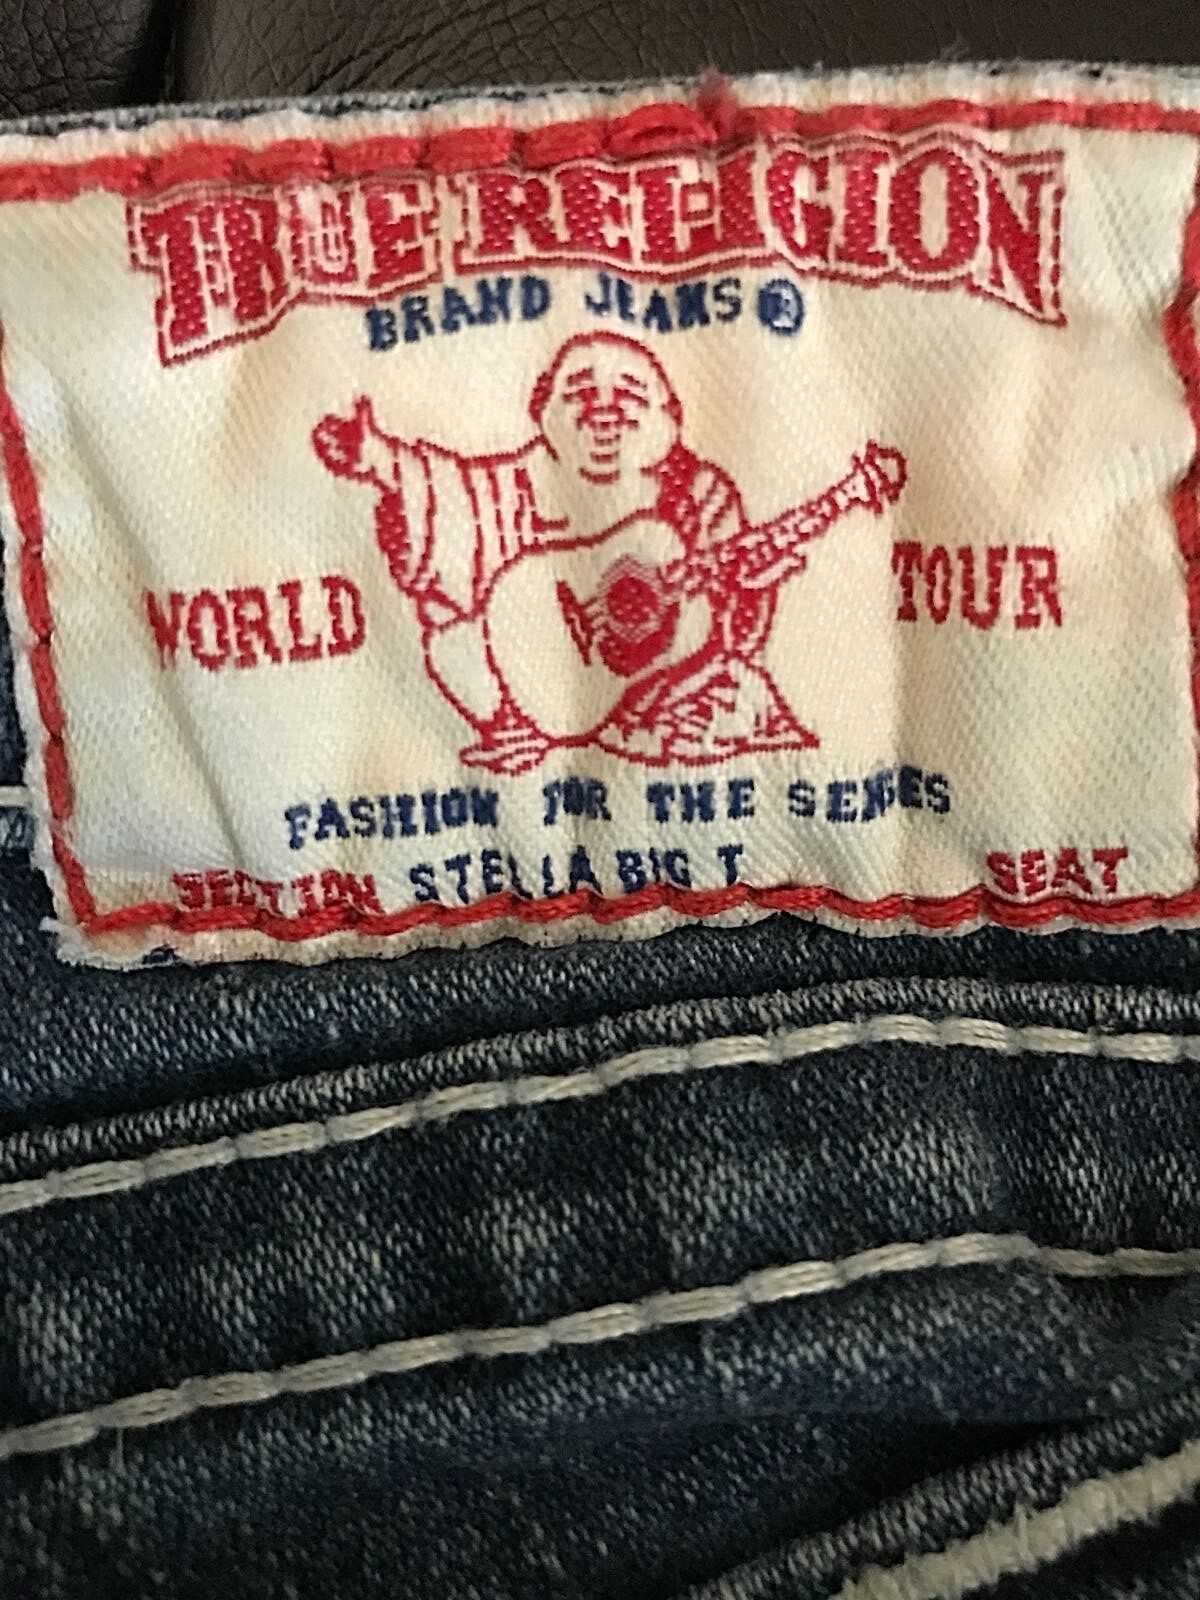 TRUE RELIGION
BRAND JEANS ®
WORLD TOUR
FASHION FOR THE SENSES
SECTION STELLA BIG T SEAT